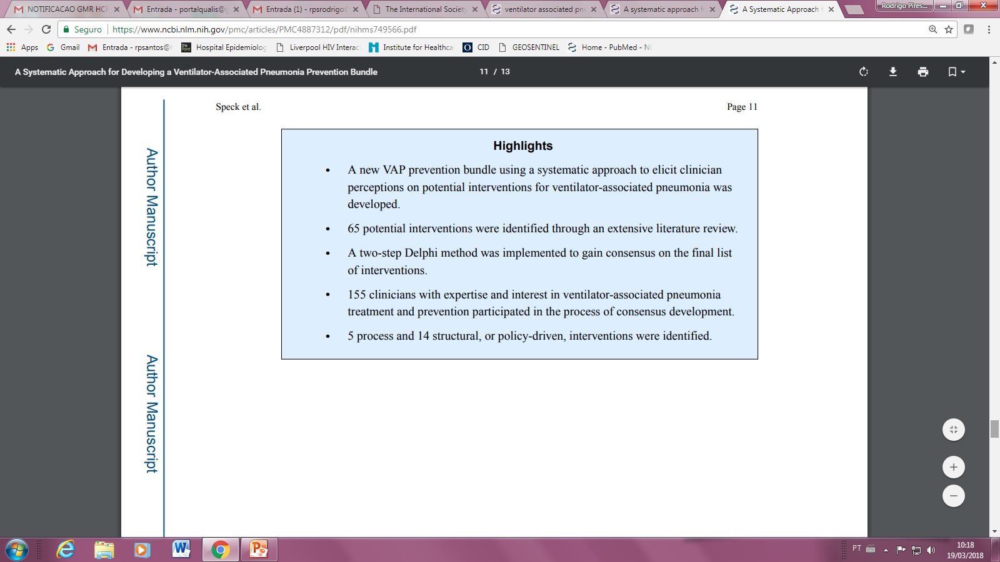 NOTIFICACAO GMR HCP
Entrada - portalqualis@g
Entrada (1) - rpsrodrigo@
The International Society
ventilator associated pn
A systematic approach f
A Systematic Approach f
Rodrigo Pires...
Seguro
https://www.ncbi.nlm.nih.gov/pmc/articles/PMC4887312/pdf/nihms749566.pdf
Apps
Gmail
Entrada - rpsantos@h
Hospital Epidemiolog
Liverpool HIV Interac
Institute for Healthca
CID
GEOSENTINEL
Home - PubMed - NC
A Systematic Approach for Developing a Ventilator-Associated Pneumonia Prevention Bundle
11 / 13
Speck et al.
Page 11
Author Manuscript
Author Manuscript
Highlights
• A new VAP prevention bundle using a systematic approach to elicit clinician
perceptions on potential interventions for ventilator-associated pneumonia was
developed.
• 65 potential interventions were identified through an extensive literature review.
• A two-step Delphi method was implemented to gain consensus on the final list
of interventions.
• 155 clinicians with expertise and interest in ventilator-associated pneumonia
treatment and prevention participated in the process of consensus development.
• 5 process and 14 structural, or policy-driven, interventions were identified.
PT
10:18
19/03/2018